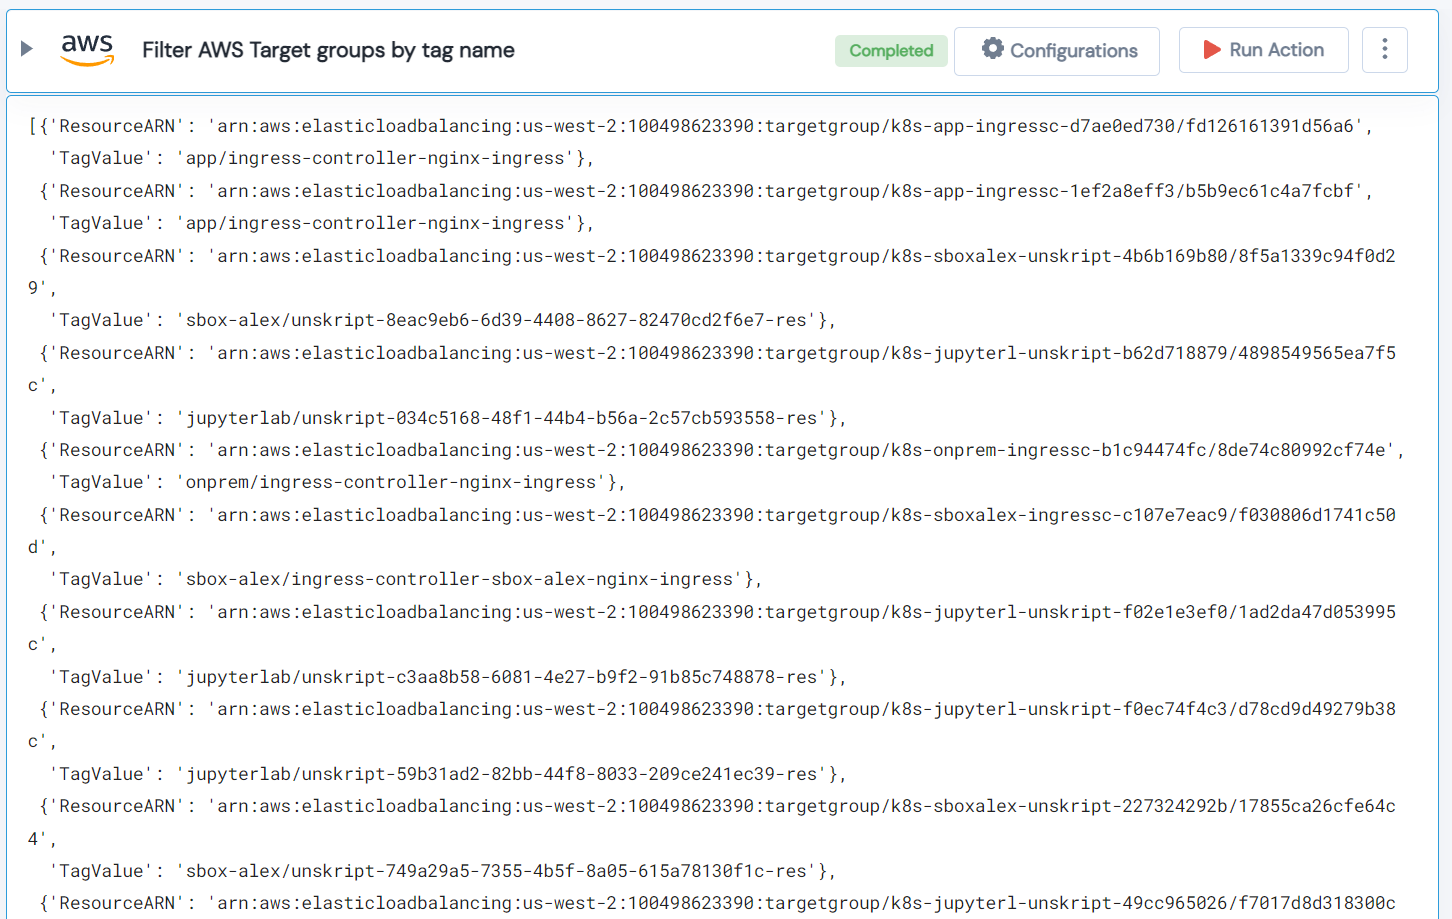 aws Filter AWS Target groups by tag name Completed Configurations Run Action
[{'ResourceARN': 'arn:aws:elasticloadbalancing:us-west-2:100498623390:targetgroup/k8s-app-ingressc-d7ae0ed730/fd126161391d56a6',
'TagValue': 'app/ingress-controller-nginx-ingress'},
{'ResourceARN': 'arn:aws:elasticloadbalancing:us-west-2:100498623390:targetgroup/k8s-app-ingressc-1ef2a8eff3/b5b9ec61c4a7fcbf',
'TagValue': 'app/ingress-controller-nginx-ingress'},
{'ResourceARN': 'arn:aws:elasticloadbalancing:us-west-2:100498623390:targetgroup/k8s-sboxalex-unskript-4b6b169b80/8f5a1339c94f0d2
9',
'TagValue': 'sbox-alex/unskript-8eac9eb6-6d39-4408-8627-82470cd2f6e7-res'},
{'ResourceARN': 'arn:aws:elasticloadbalancing:us-west-2:100498623390:targetgroup/k8s-jupyterl-unskript-b62d718879/4898549565ea7f5
c',
'TagValue': 'jupyterlab/unskript-034c5168-48f1-44b4-b56a-2c57cb593558-res'},
{'ResourceARN': 'arn:aws:elasticloadbalancing:us-west-2:100498623390:targetgroup/k8s-onprem-ingressc-b1c94474fc/8de74c80992cf74e',
'TagValue': 'onprem/ingress-controller-nginx-ingress'},
{'ResourceARN': 'arn:aws:elasticloadbalancing:us-west-2:100498623390:targetgroup/k8s-sboxalex-ingressc-c107e7eac9/f030806d1741c50
d',
'TagValue': 'sbox-alex/ingress-controller-sbox-alex-nginx-ingress'},
{'ResourceARN': 'arn:aws:elasticloadbalancing:us-west-2:100498623390:targetgroup/k8s-jupyterl-unskript-f02e1e3ef0/1ad2da47d053995
c',
'TagValue': 'jupyterlab/unskript-c3aa8b58-6081-4e27-b9f2-91b85c748878-res'},
{'ResourceARN': 'arn:aws:elasticloadbalancing:us-west-2:100498623390:targetgroup/k8s-jupyterl-unskript-f0ec74f4c3/d78cd9d49279b38
c',
'TagValue': 'jupyterlab/unskript-59b31ad2-82bb-44f8-8033-209ce241ec39-res'},
{'ResourceARN': 'arn:aws:elasticloadbalancing:us-west-2:100498623390:targetgroup/k8s-sboxalex-unskript-227324292b/17855ca26cfe64c
4',
'TagValue': 'sbox-alex/unskript-749a29a5-7355-4b5f-8a05-615a78130f1c-res'},
{'ResourceARN': 'arn:aws:elasticloadbalancing:us-west-2:100498623390:targetgroup/k8s-jupyterl-unskript-49cc965026/f7017d8d318300c